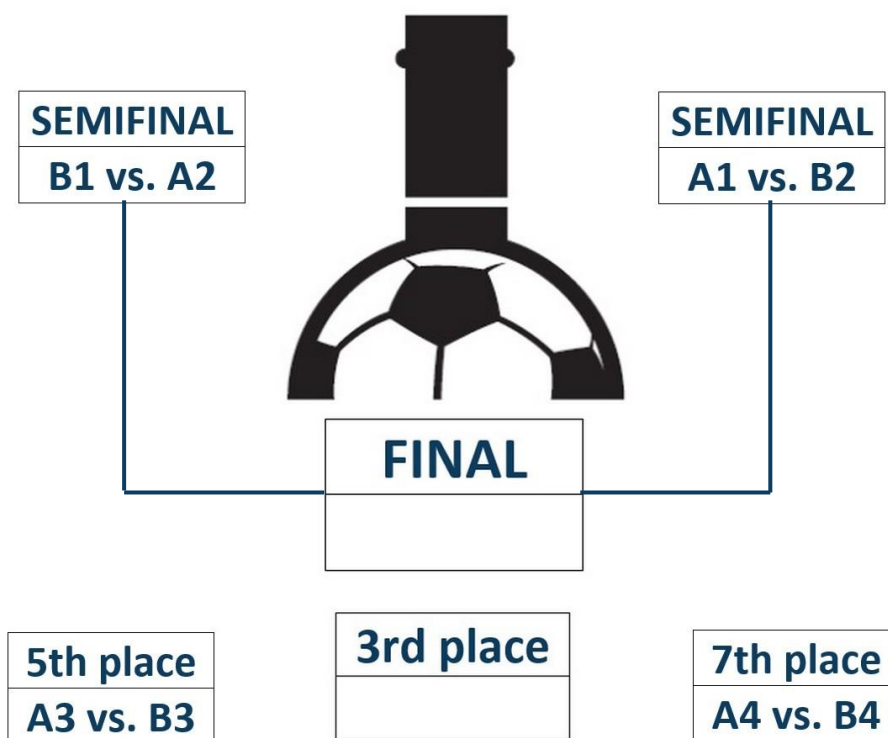 SEMIFINAL
B1 vs. A2
SEMIFINAL
A1 vs. B2
FINAL
3rd place
5th place
A3 vs. B3
7th place
A4 vs. B4